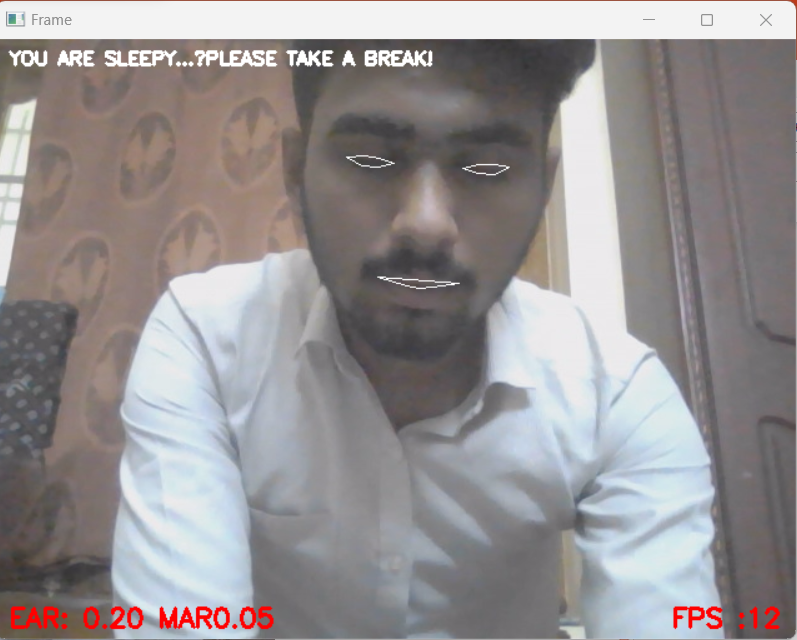 Frame
YOU ARE SLEEPY...?PLEASE TAKE A BREAK!
EAR: 0.20 MAR0.05
FPS :12